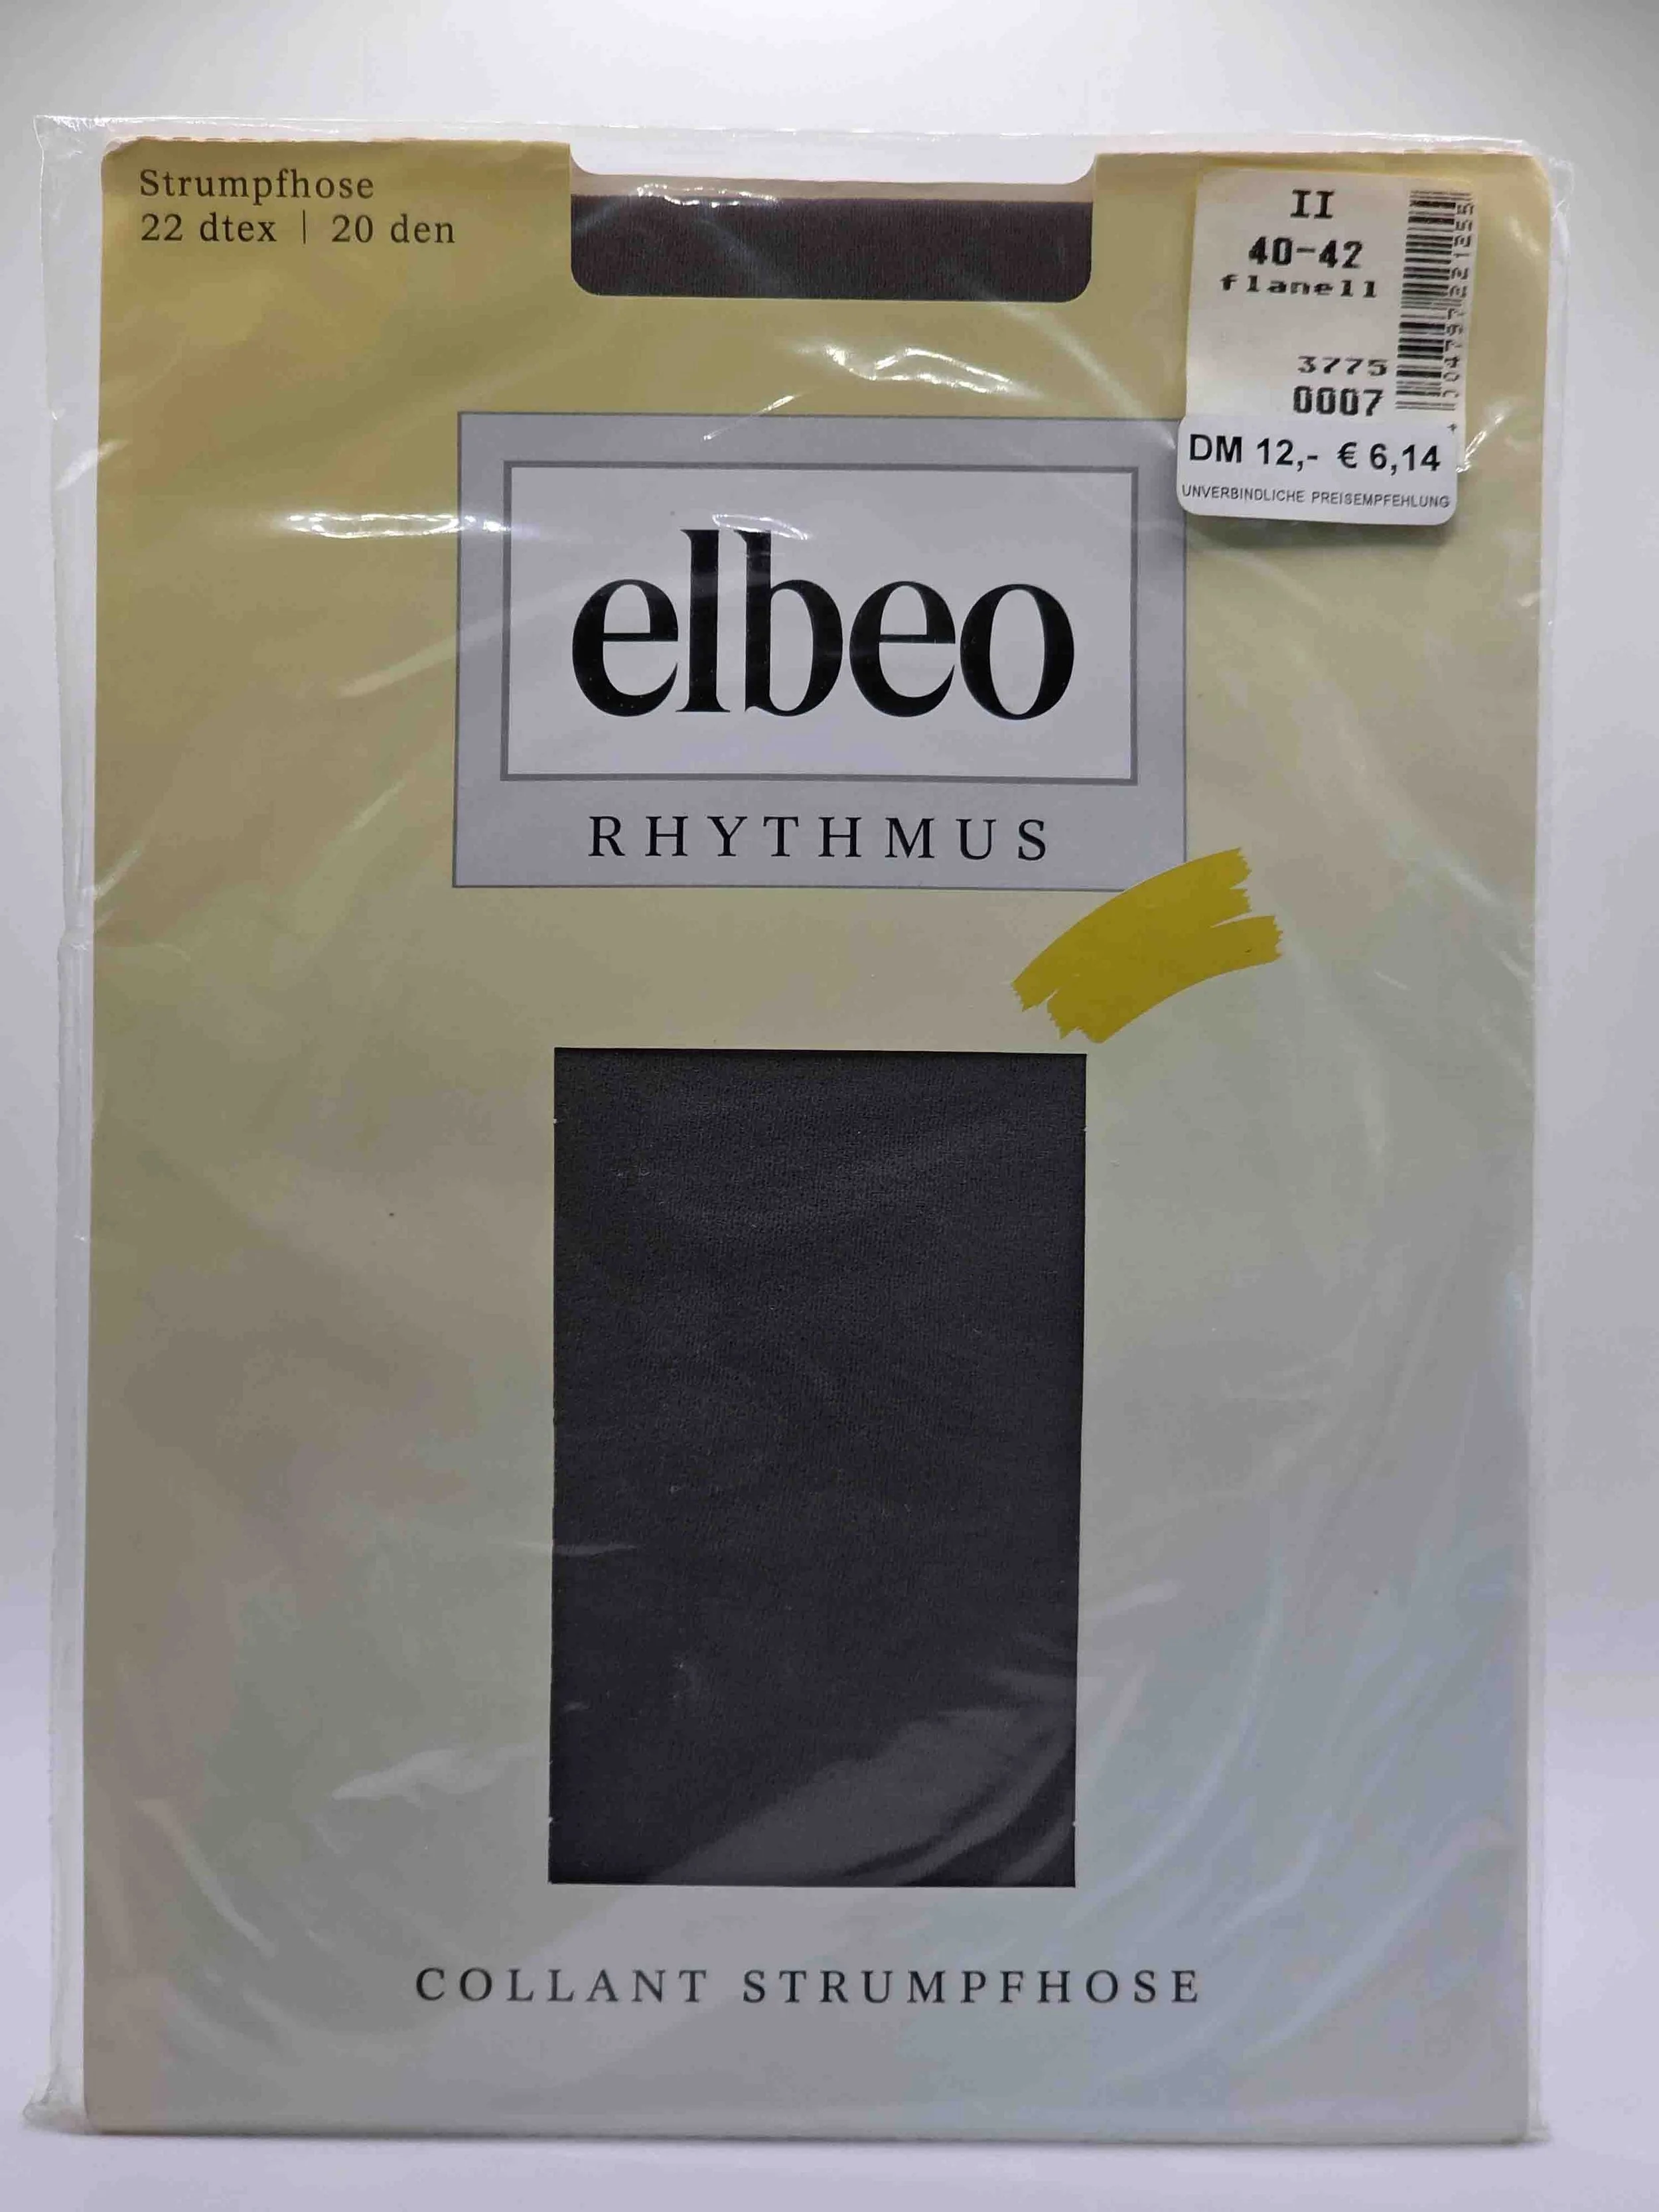 Strumpfhose
22 dtex | 20 den
II
40-42
flanell
3775
0007
DM 12,- € 6,14
UNVERBINDLICHE PREISEMPFEHLUNG
elbeo
RHYTHMUS
COLLANT STRUMPFHOSE